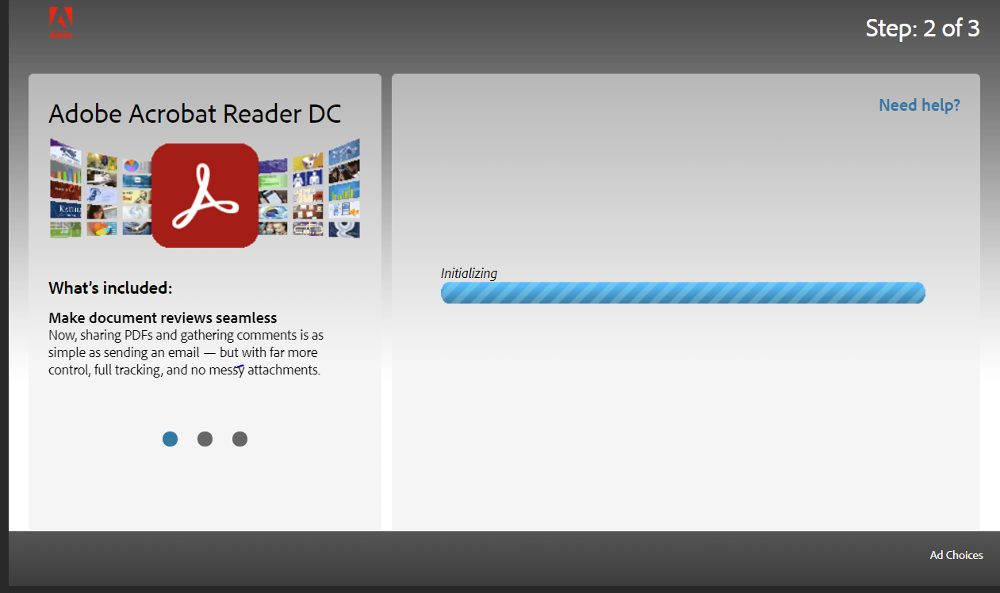 Adobe
Step: 2 of 3
Adobe Acrobat Reader DC
Need help?
What's included:
Make document reviews seamless
Now, sharing PDFs and gathering comments is as
simple as sending an email — but with far more
control, full tracking, and no messy attachments.
Initializing
Ad Choices